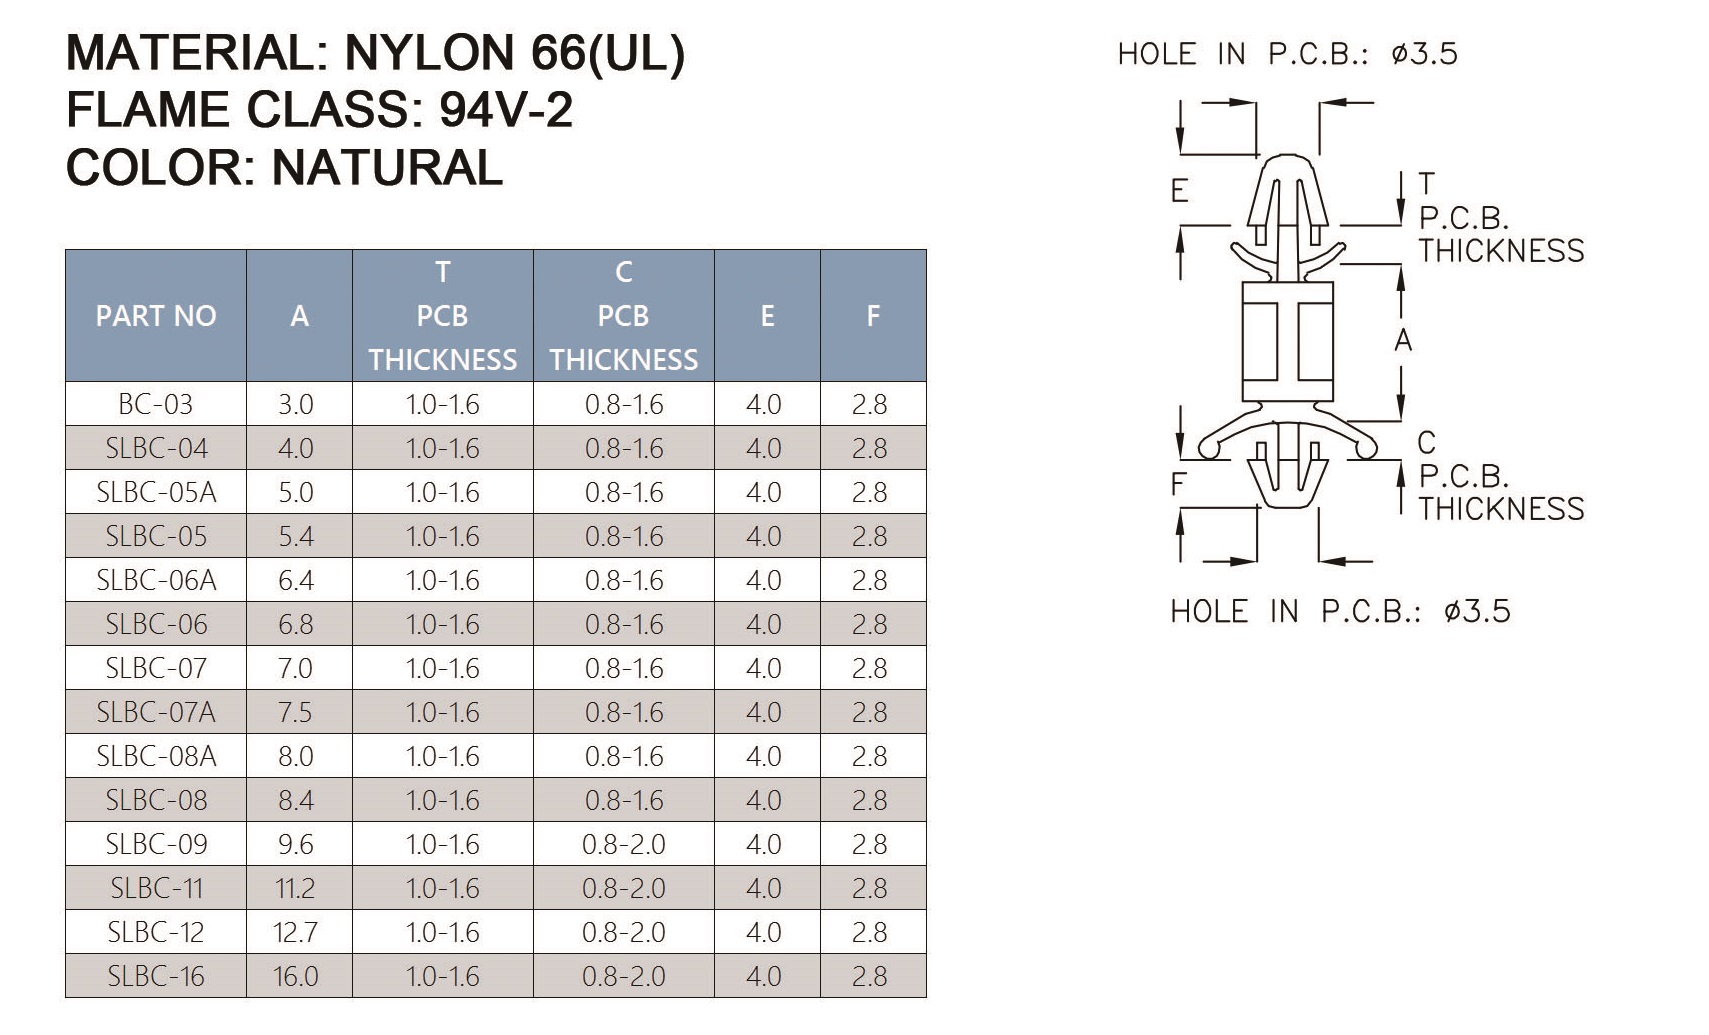 MATERIAL: NYLON 66(UL)
FLAME CLASS: 94V-2
COLOR: NATURAL
PART NO A T PCB THICKNESS C PCB THICKNESS E F
BC-03 3.0 1.0-1.6 0.8-1.6 4.0 2.8
SLBC-04 4.0 1.0-1.6 0.8-1.6 4.0 2.8
SLBC-05A 5.0 1.0-1.6 0.8-1.6 4.0 2.8
SLBC-05 5.4 1.0-1.6 0.8-1.6 4.0 2.8
SLBC-06A 6.4 1.0-1.6 0.8-1.6 4.0 2.8
SLBC-06 6.8 1.0-1.6 0.8-1.6 4.0 2.8
SLBC-07 7.0 1.0-1.6 0.8-1.6 4.0 2.8
SLBC-07A 7.5 1.0-1.6 0.8-1.6 4.0 2.8
SLBC-08A 8.0 1.0-1.6 0.8-1.6 4.0 2.8
SLBC-08 8.4 1.0-1.6 0.8-1.6 4.0 2.8
SLBC-09 9.6 1.0-1.6 0.8-2.0 4.0 2.8
SLBC-11 11.2 1.0-1.6 0.8-2.0 4.0 2.8
SLBC-12 12.7 1.0-1.6 0.8-2.0 4.0 2.8
SLBC-16 16.0 1.0-1.6 0.8-2.0 4.0 2.8
HOLE IN P.C.B.: ø3.5
E
T
P.C.B.
THICKNESS
A
C
P.C.B.
THICKNESS
F
HOLE IN P.C.B.: ø3.5